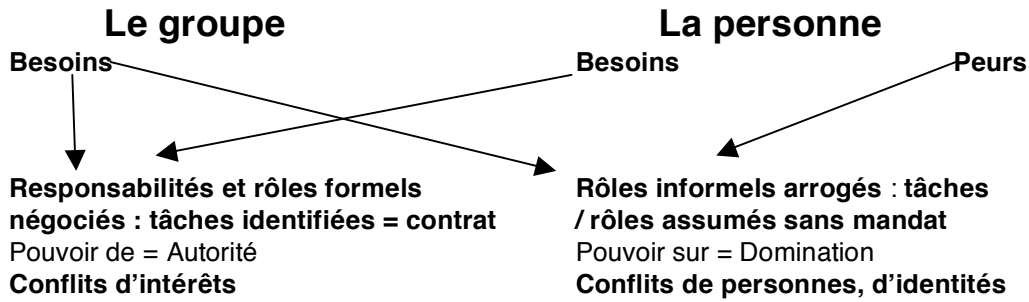 Le groupe
La personne
Besoins
Besoins
Peurs
Responsabilités et rôles formels
négociés : tâches identifiées = contrat
Pouvoir de = Autorité
Conflits d’intérêts
Rôles informels arrogés : tâches
/ rôles assumés sans mandat
Pouvoir sur = Domination
Conflits de personnes, d’identités